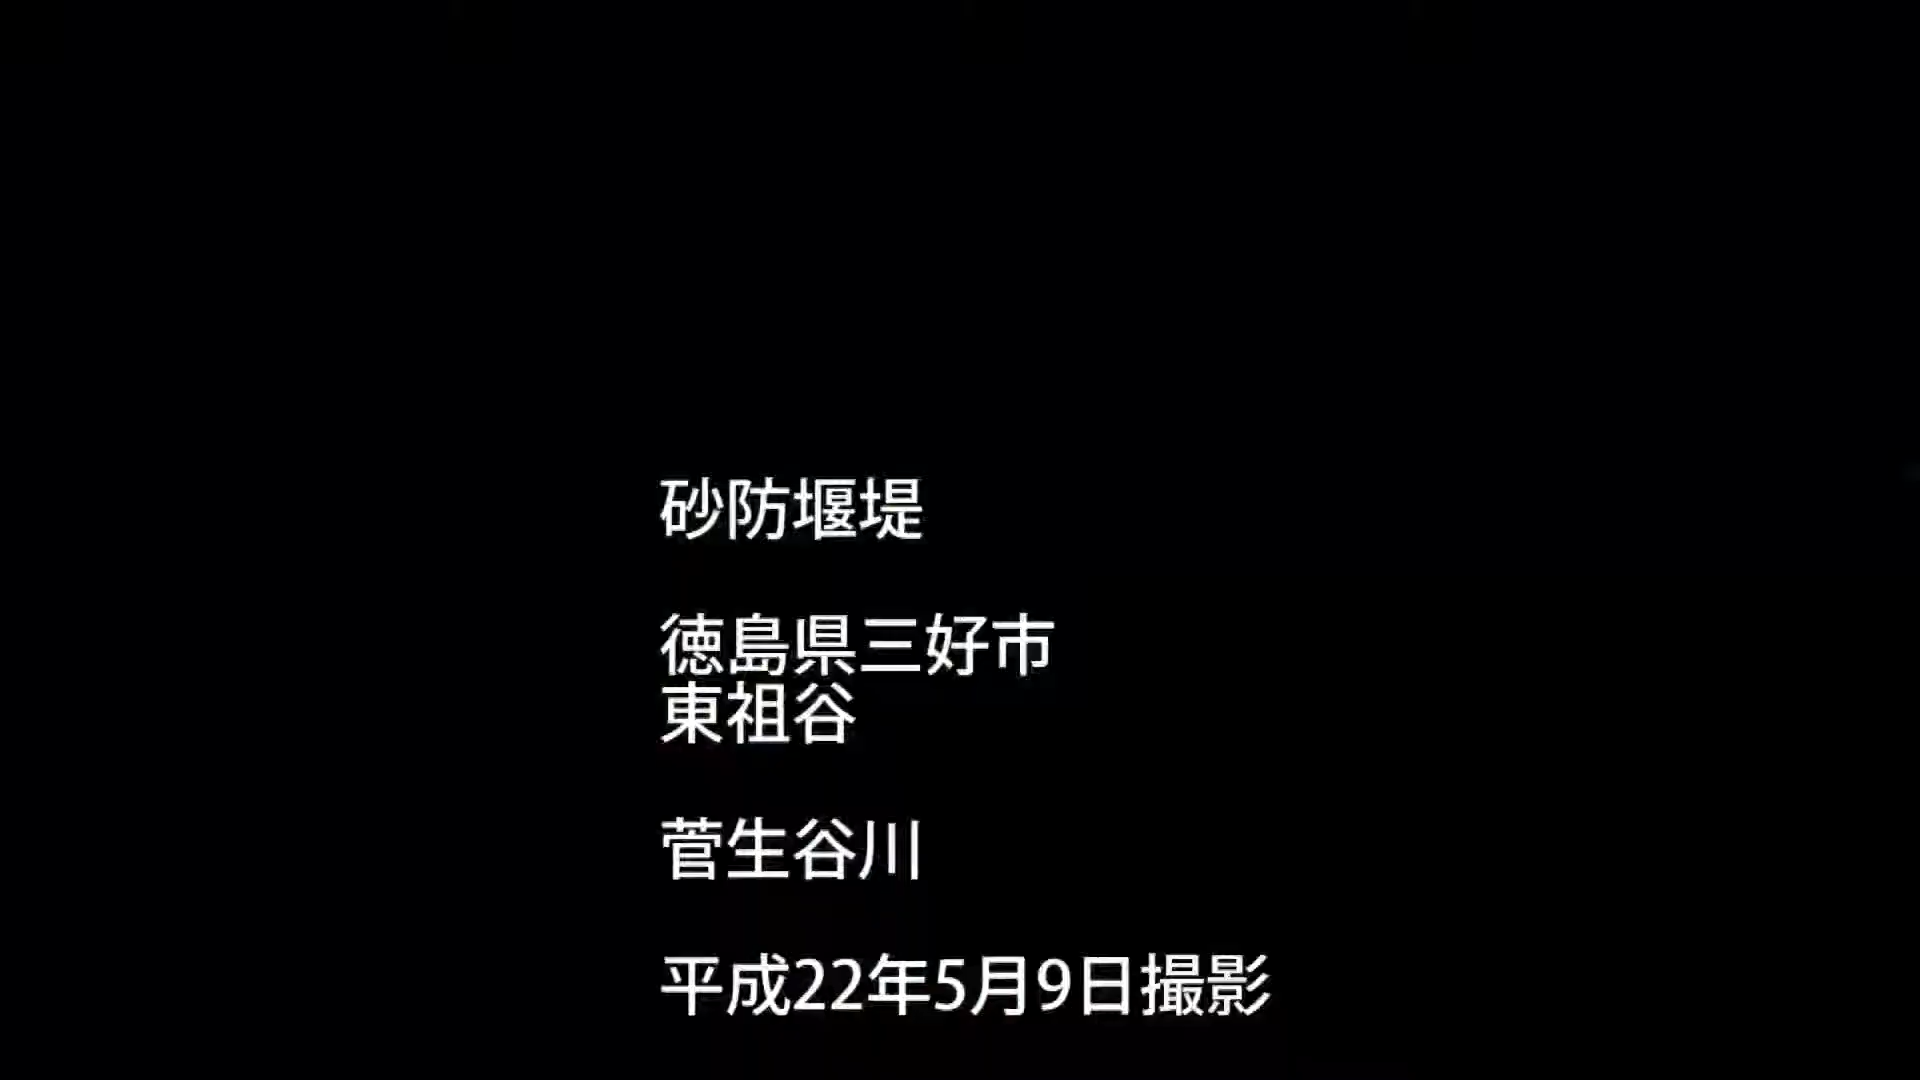 砂防堰堤
徳島県三好市
東祖谷
菅生谷川
平成22年5月9日撮影